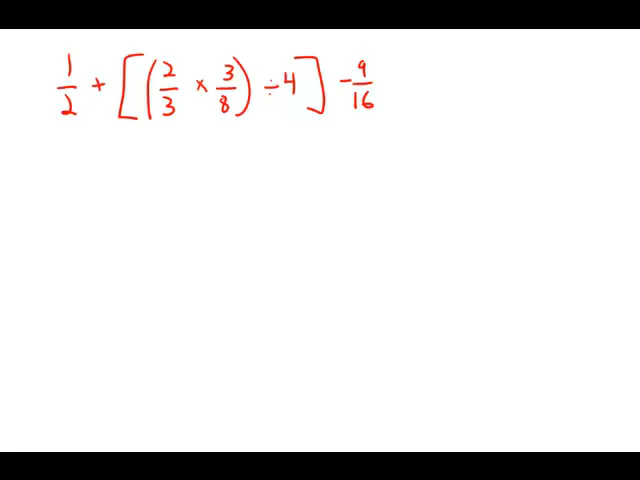 1/2 + [(2/3 × 3/8) ÷ 4] - 9/16